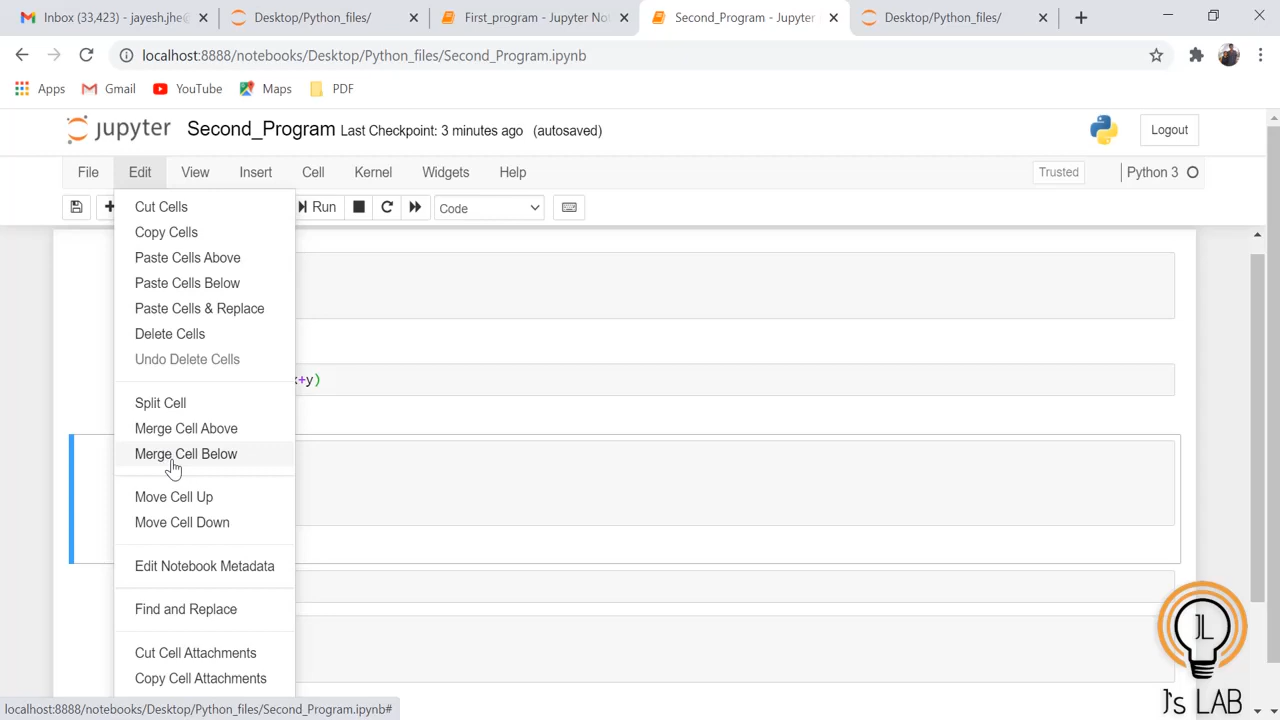 Inbox (33,423) - jayesh.jhe
Desktop/Python_files/
First_program - Jupyter No
Second_Program - Jupyter
Desktop/Python_files/
localhost:8888/notebooks/Desktop/Python_files/Second_Program.ipynb
Apps
Gmail
YouTube
Maps
PDF
jupyter
Second_Program Last Checkpoint: 3 minutes ago (autosaved)
Logout
File
Edit
View
Insert
Cell
Kernel
Widgets
Help
Trusted
Python 3
Run
Code
Cut Cells
Copy Cells
Paste Cells Above
Paste Cells Below
Paste Cells & Replace
Delete Cells
Undo Delete Cells
Split Cell
Merge Cell Above
Merge Cell Below
Move Cell Up
Move Cell Down
Edit Notebook Metadata
Find and Replace
Cut Cell Attachments
Copy Cell Attachments
+y)
localhost:8888/notebooks/Desktop/Python_files/Second_Program.ipynb#
JL
J's LAB